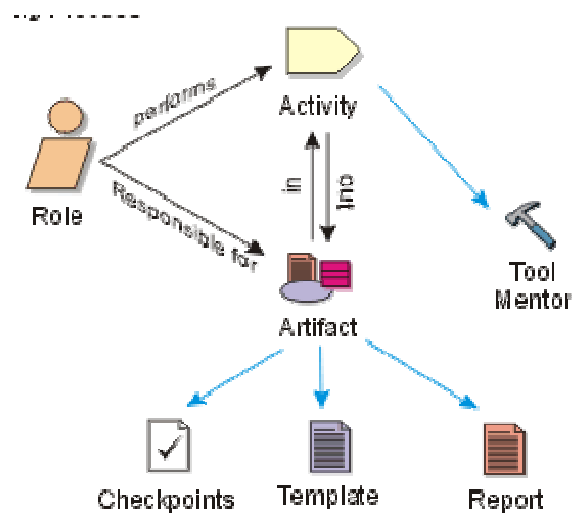 performs
Activity
in
out
Role
Responsible for
Tool
Mentor
Artifact
Checkpoints
Template
Report